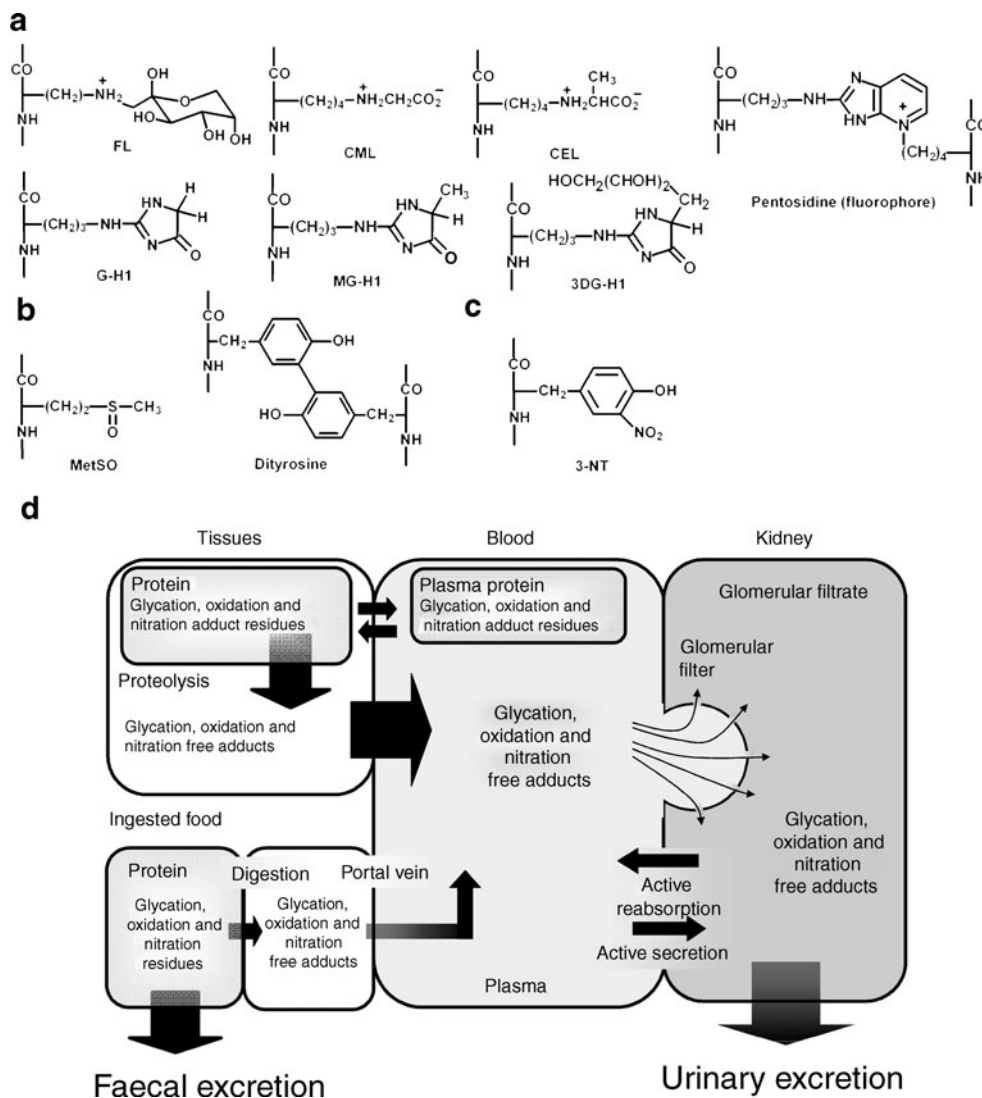 a
CO
NH
(CH₂)₄
+
NH₂
OH
O
HO
OH
OH
FL
CO
NH
(CH₂)₄
+
NH₂CH₂CO₂⁻
CML
CO
NH
(CH₂)₄
+
NH₂
CH₃
CO₂⁻
CEL
CO
NH
(CH₂)₃
NH
N
HN
N
+
(CH₂)₄
CO
NH
Pentosidine (fluorophore)
CO
NH
(CH₂)₃
NH
HN
N
H
H
O
G-H1
CO
NH
(CH₂)₃
NH
HN
N
CH₃
H
O
MG-H1
HOCH₂(CHOH)₂
CH₂
CO
NH
(CH₂)₃
NH
HN
N
H
O
3DG-H1
b
CO
NH
(CH₂)₂
S
CH₃
O
MetSO
CO
NH
CH₂
OH
HO
CH₂
CO
NH
Dityrosine
c
CO
NH
CH₂
OH
NO₂
3-NT
d
Tissues
Blood
Kidney
Protein
Glycation, oxidation and
nitration adduct residues
Plasma protein
Glycation, oxidation and
nitration adduct residues
Glomerular filtrate
Glomerular
filter
Proteolysis
Glycation, oxidation and
nitration free adducts
Glycation,
oxidation and
nitration
free adducts
Glycation,
oxidation and
nitration
free adducts
Ingested food
Protein
Glycation,
oxidation and
nitration
residues
Digestion
Glycation,
oxidation and
nitration
free adducts
Portal vein
Active
reabsorption
Active secretion
Plasma
Faecal excretion
Urinary excretion